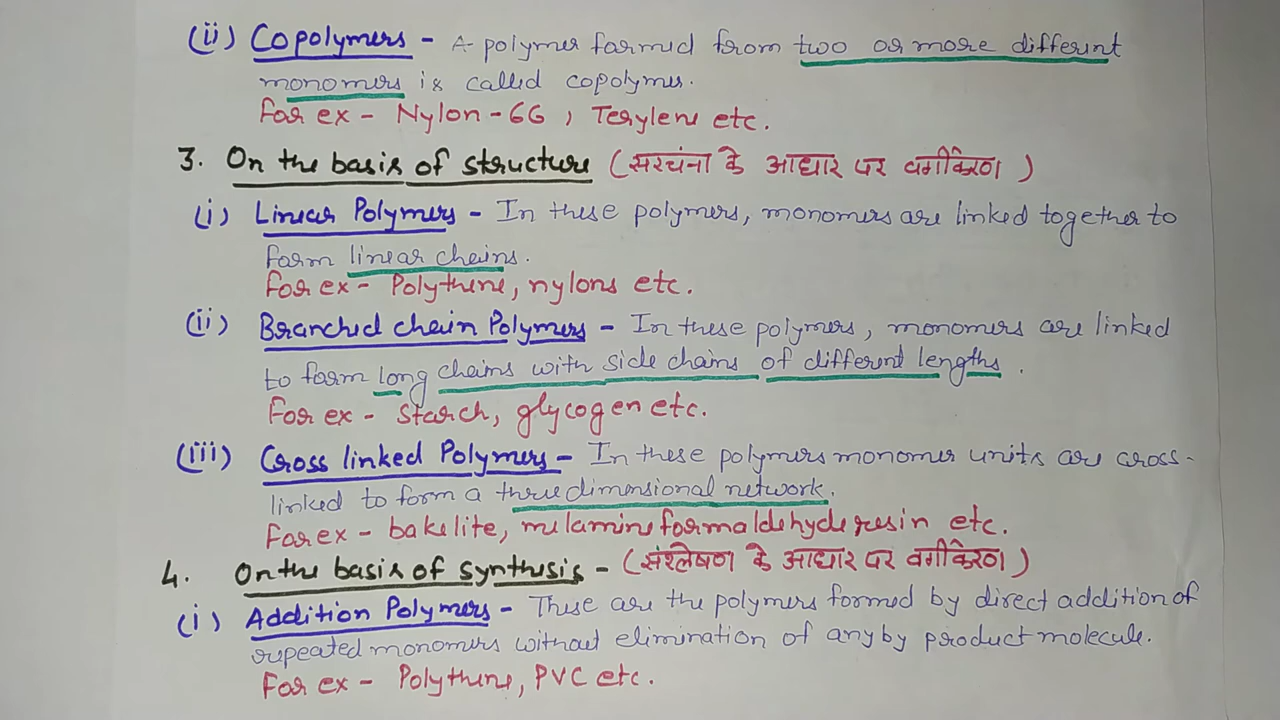 (ii) Copolymers - A polymer formed from two or more different
monomers is called copolymer.
For ex - Nylon-66, Terylene etc.
3. On the basis of structure (सरचंना के आधार पर वर्गीकरण)
(i) Linear Polymers - In these polymers, monomers are linked together to
form linear chains.
For ex - Polythene, nylons etc.
(ii) Branched chain Polymers - In these polymers, monomers are linked
to form long chains with side chains of different lengths.
For ex - Starch, glycogen etc.
(iii) Cross linked Polymers - In these polymers monomer units are cross-
linked to form a three dimensional network.
For ex - bakelite, melamine formaldehyde resin etc.
4. On the basis of synthesis - (संश्लेषण के आधार पर वर्गीकरण)
(i) Addition Polymers - These are the polymers formed by direct addition of
repeated monomers without elimination of any by product molecule.
For ex - Polythene, PVC etc.